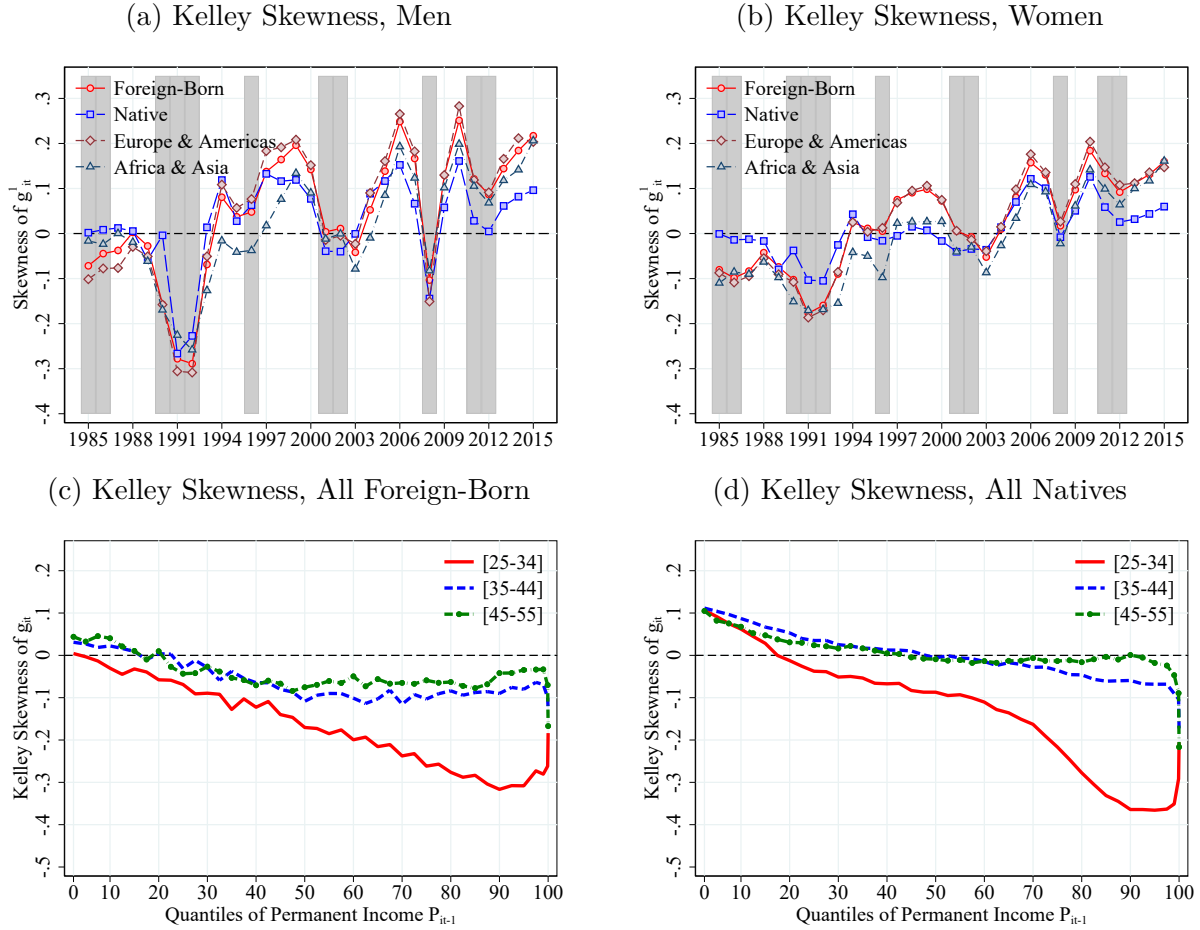 (a) Kelley Skewness, Men
Skewness of g¹ᵢₜ
.3
.2
.1
0
-.1
-.2
-.3
-.4
Foreign-Born
Native
Europe & Americas
Africa & Asia
1985 1988 1991 1994 1997 2000 2003 2006 2009 2012 2015
(b) Kelley Skewness, Women
Skewness of g¹ᵢₜ
.3
.2
.1
0
-.1
-.2
-.3
-.4
Foreign-Born
Native
Europe & Americas
Africa & Asia
1985 1988 1991 1994 1997 2000 2003 2006 2009 2012 2015
(c) Kelley Skewness, All Foreign-Born
Kelley Skewness of gᵢₜ
.2
.1
0
-.1
-.2
-.3
-.4
-.5
[25-34]
[35-44]
[45-55]
0 10 20 30 40 50 60 70 80 90 100
Quantiles of Permanent Income Pᵢₜ₋₁
(d) Kelley Skewness, All Natives
Kelley Skewness of gᵢₜ
.2
.1
0
-.1
-.2
-.3
-.4
-.5
[25-34]
[35-44]
[45-55]
0 10 20 30 40 50 60 70 80 90 100
Quantiles of Permanent Income Pᵢₜ₋₁